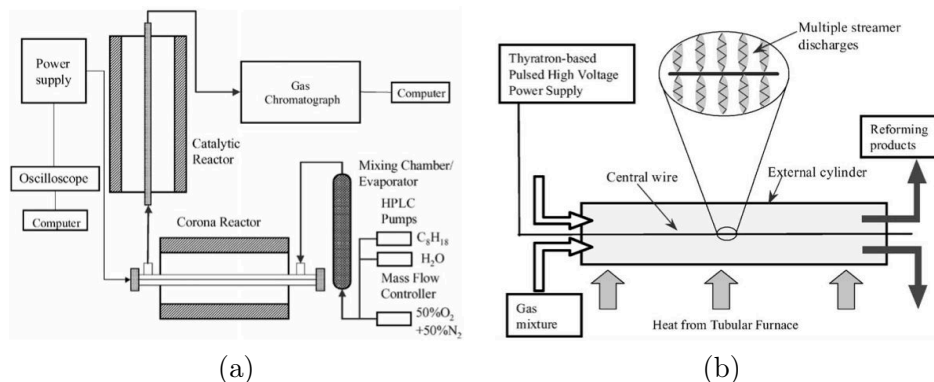 Power
supply
Oscilloscope
Computer
Catalytic
Reactor
Gas
Chromatograph
Computer
Corona Reactor
Mixing Chamber/
Evaporator
HPLC
Pumps
C₈H₁₈
H₂O
Mass Flow
Controller
50%O₂
+50%N₂
(a)
Thyratron-based
Pulsed High Voltage
Power Supply
Multiple streamer
discharges
Reforming
products
Central wire
External cylinder
Gas
mixture
Heat from Tubular Furnace
(b)